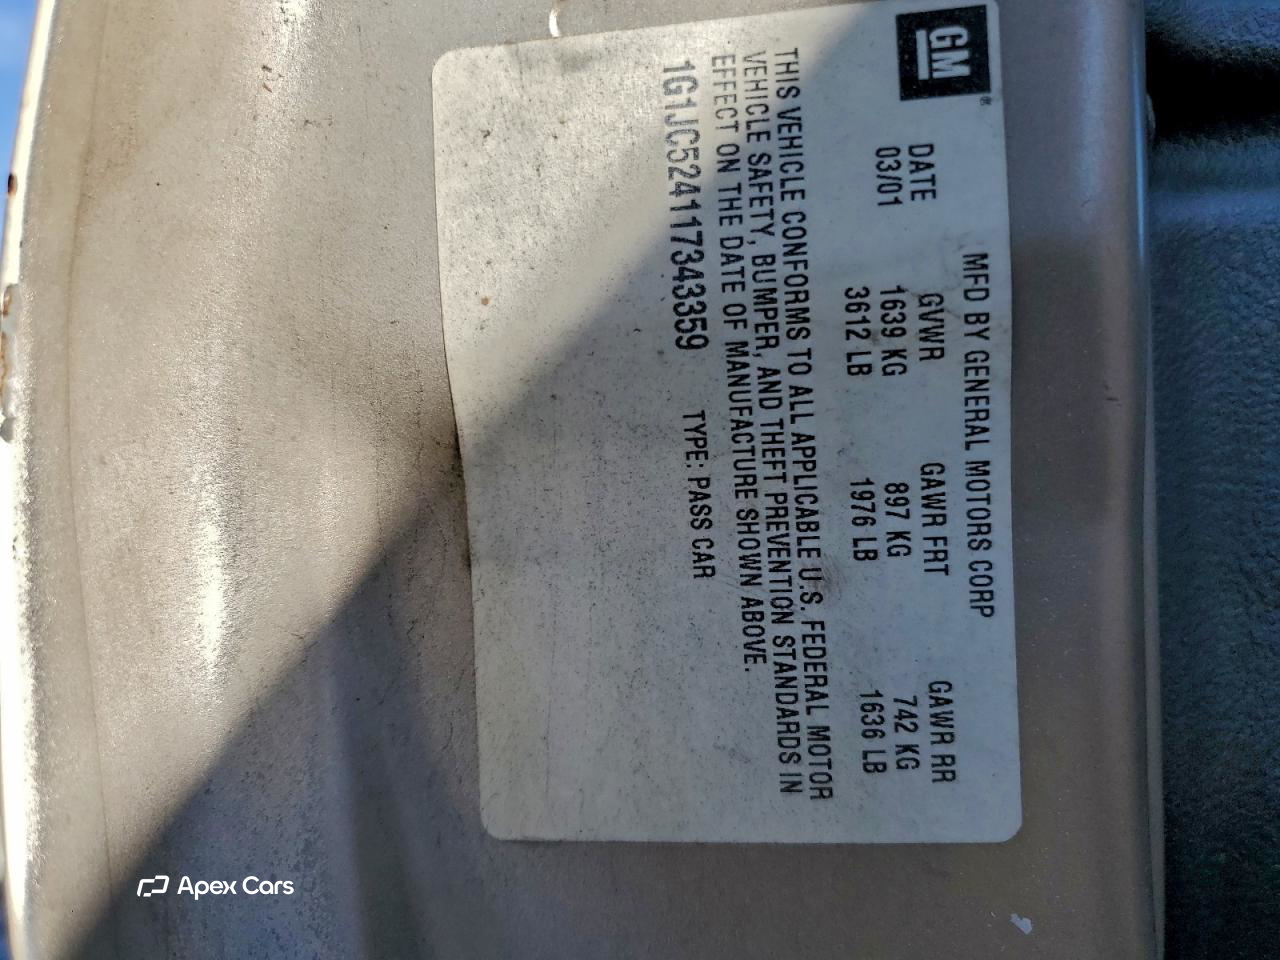 GM
MFD BY GENERAL MOTORS CORP
DATE GVWR GAWR FRT GAWR RR
03/01 1639 KG 897 KG 742 KG
3612 LB 1976 LB 1636 LB
THIS VEHICLE CONFORMS TO ALL APPLICABLE U.S. FEDERAL MOTOR
VEHICLE SAFETY, BUMPER, AND THEFT PREVENTION STANDARDS IN
EFFECT ON THE DATE OF MANUFACTURE SHOWN ABOVE.
1G1JC524117343359 TYPE: PASS CAR
Apex Cars